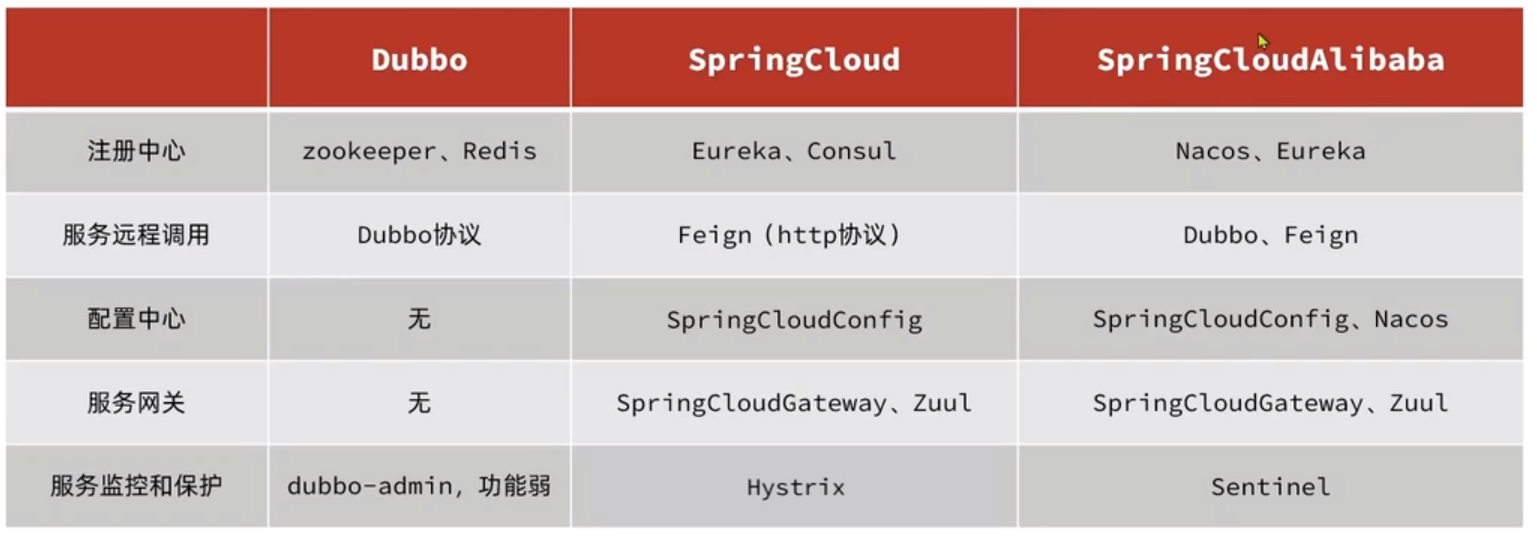 Dubbo SpringCloud SpringCloudAlibaba
注册中心 zookeeper、Redis Eureka、Consul Nacos、Eureka
服务远程调用 Dubbo协议 Feign（http协议） Dubbo、Feign
配置中心 无 SpringCloudConfig SpringCloudConfig、Nacos
服务网关 无 SpringCloudGateway、Zuul SpringCloudGateway、Zuul
服务监控和保护 dubbo-admin，功能弱 Hystrix Sentinel